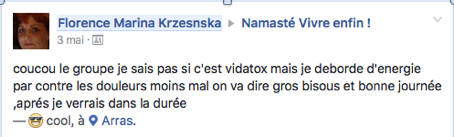 Florence Marina Krzesnska ▸ Namasté Vivre enfin !
3 mai ·
coucou le groupe je sais pas si c'est vidatox mais je deborde d'energie
par contre les douleurs moins mal on va dire gros bisous et bonne journée
,aprés je verrais dans la durée
— 😎 cool, à Arras.